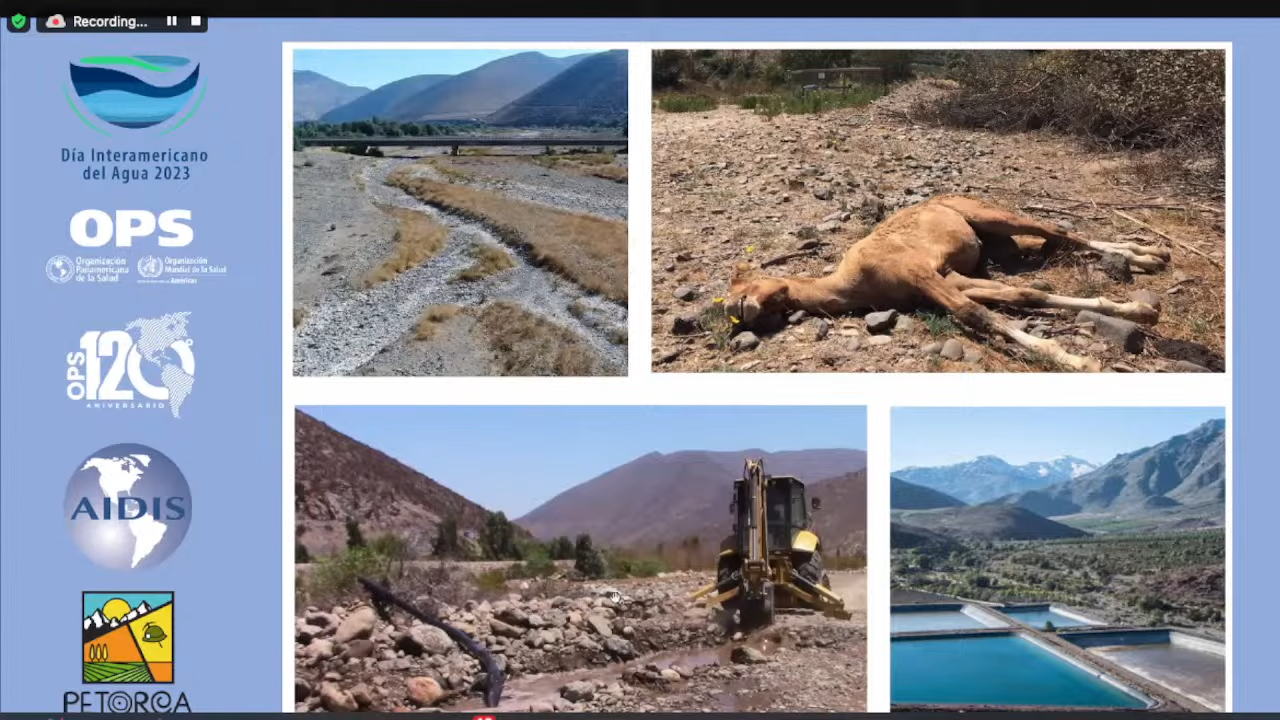 Recording...
Día Interamericano
del Agua 2023
OPS
Organización
Panamericana
de la Salud
Organización
Mundial de la Salud
Américas
OPS
120
ANIVERSARIO
AIDIS
PETORCA